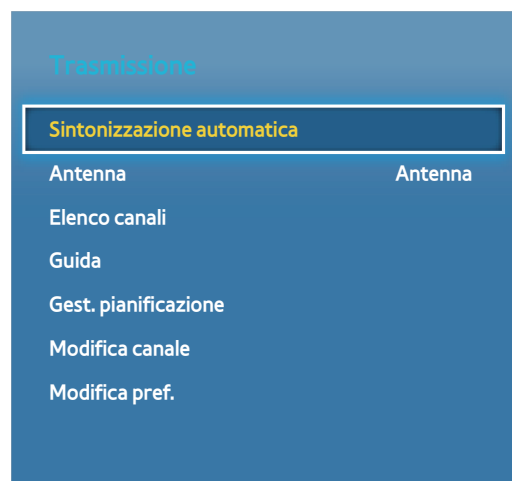 Trasmissione
Sintonizzazione automatica
Antenna Antenna
Elenco canali
Guida
Gest. pianificazione
Modifica canale
Modifica pref.